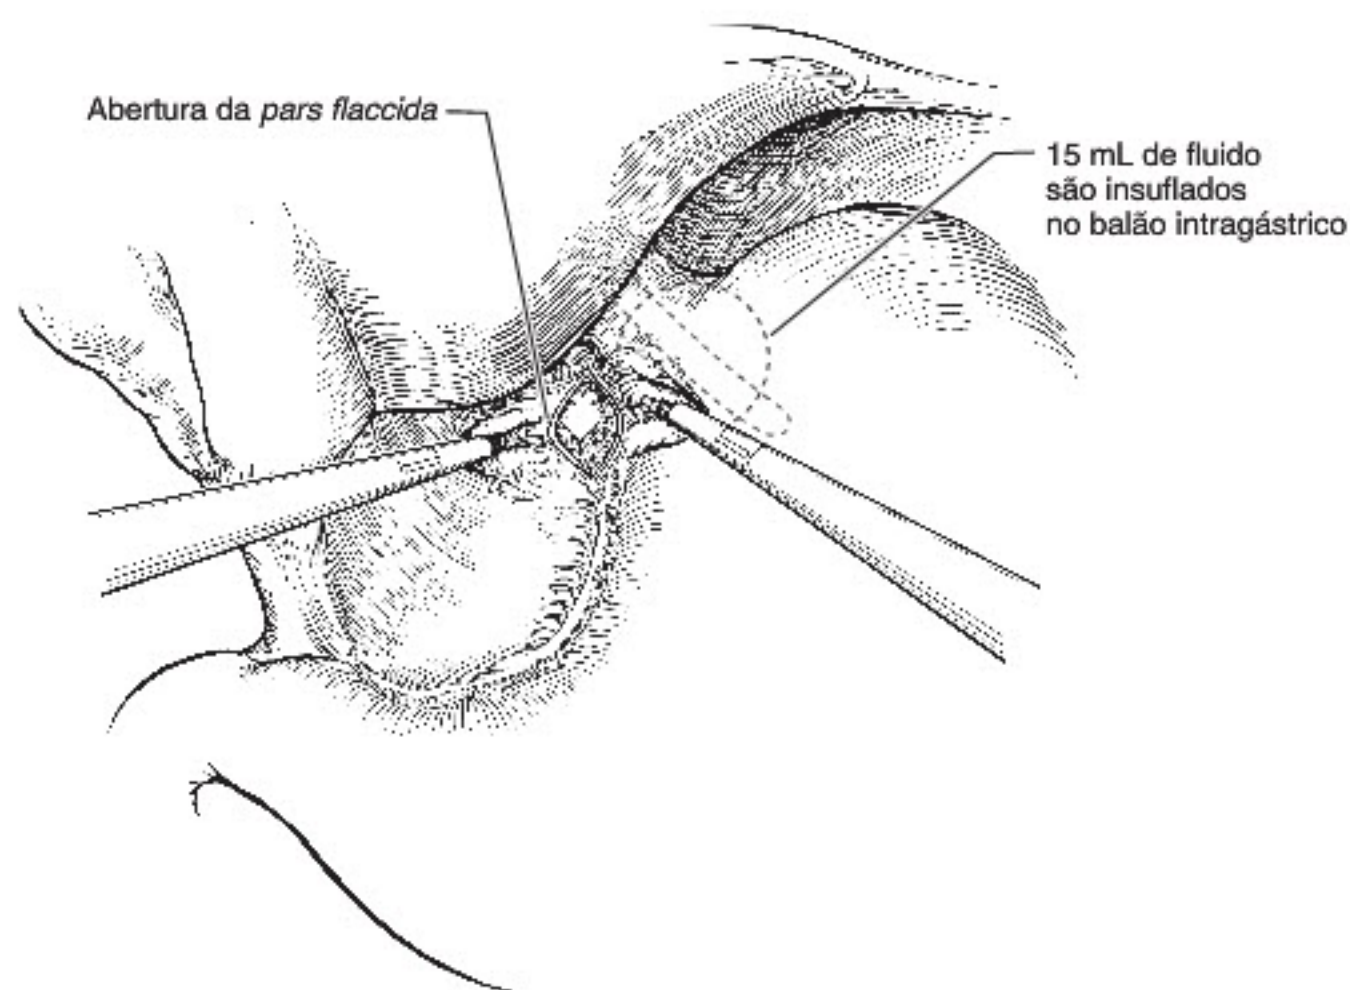 Abertura da pars flaccida
15 mL de fluido
são insuflados
no balão intragástrico